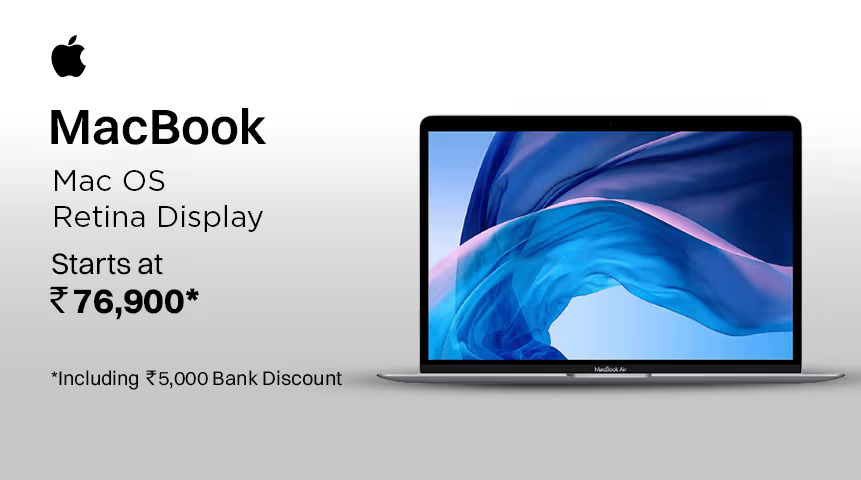 MacBook
Mac OS
Retina Display
Starts at
₹76,900*
*Including ₹5,000 Bank Discount
MacBook Air